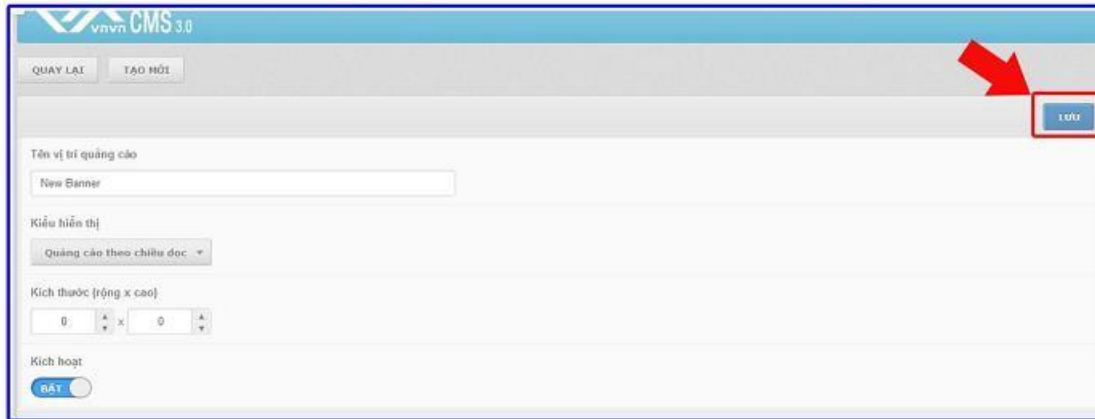 vnvn CMS 3.0
QUAY LẠI TẠO MỚI
LƯU
Tên vị trí quảng cáo
New Banner
Kiểu hiển thị
Quảng cáo theo chiều dọc
Kích thước (rộng x cao)
0 x 0
Kích hoạt
BẬT